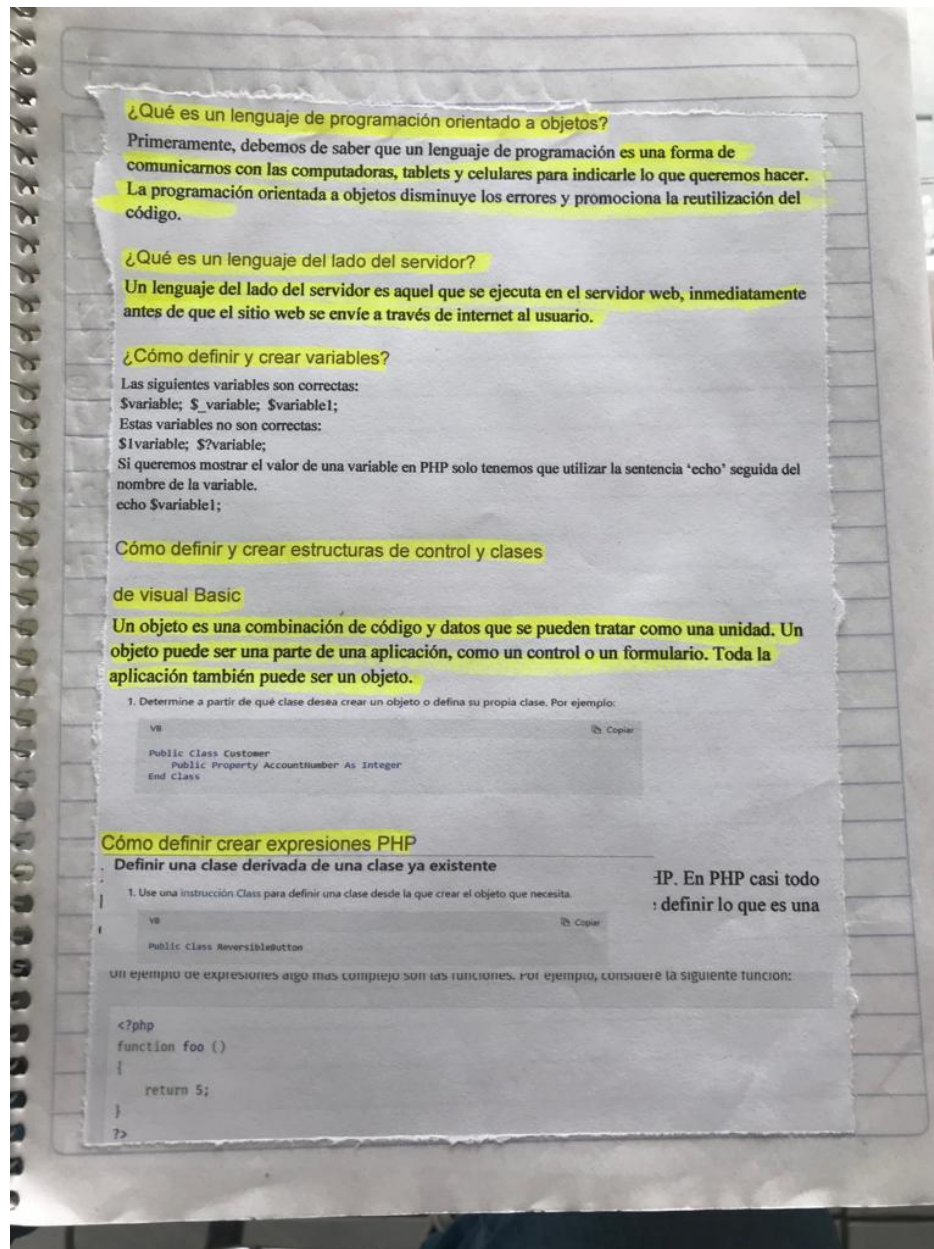 ¿Qué es un lenguaje de programación orientado a objetos?
Primeramente, debemos de saber que un lenguaje de programación es una forma de
comunicarnos con las computadoras, tablets y celulares para indicarle lo que queremos hacer.
La programación orientada a objetos disminuye los errores y promociona la reutilización del
código.
¿Qué es un lenguaje del lado del servidor?
Un lenguaje del lado del servidor es aquel que se ejecuta en el servidor web, inmediatamente
antes de que el sitio web se envíe a través de internet al usuario.
¿Cómo definir y crear variables?
Las siguientes variables son correctas:
$variable; $_variable; $variable1;
Estas variables no son correctas:
$1variable; $?variable;
Si queremos mostrar el valor de una variable en PHP solo tenemos que utilizar la sentencia ‘echo’ seguida del
nombre de la variable.
echo $variable1;
Cómo definir y crear estructuras de control y clases
de visual Basic
Un objeto es una combinación de código y datos que se pueden tratar como una unidad. Un
objeto puede ser una parte de una aplicación, como un control o un formulario. Toda la
aplicación también puede ser un objeto.
1. Determine a partir de qué clase desea crear un objeto o defina su propia clase. Por ejemplo:
VB Copiar
Public Class Customer
Public Property AccountNumber As Integer
End Class
Cómo definir crear expresiones PHP
Definir una clase derivada de una clase ya existente
HP. En PHP casi todo
1. Use una instrucción Class para definir una clase desde la que crear el objeto que necesita.
definir lo que es una
VB Copiar
Public Class ReversibleButton
Un ejemplo de expresiones algo más complejo son las funciones. Por ejemplo, considere la siguiente función:
<?php
function foo ()
{
return 5;
}
?>